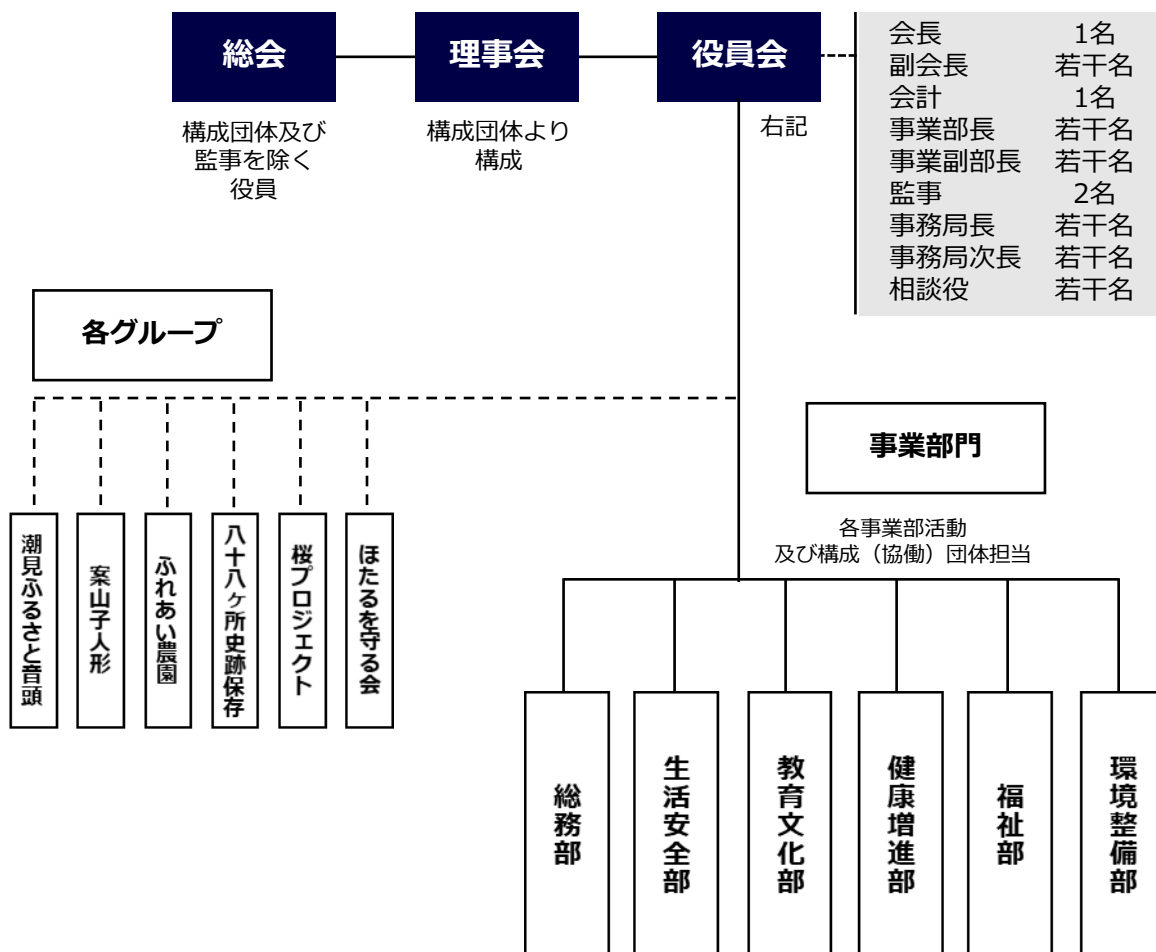 総会
構成団体及び
監事を除く
役員
理事会
構成団体より
構成
役員会
右記
会長 1名
副会長 若干名
会計 1名
事業部長 若干名
事業副部長 若干名
監事 2名
事務局長 若干名
事務局次長 若干名
相談役 若干名
各グループ
潮見ふるさと音頭
案山子人形
ふれあい農園
八十八ヶ所史跡保存
桜プロジェクト
ほたるを守る会
事業部門
各事業部活動
及び構成（協働）団体担当
総務部
生活安全部
教育文化部
健康増進部
福祉部
環境整備部